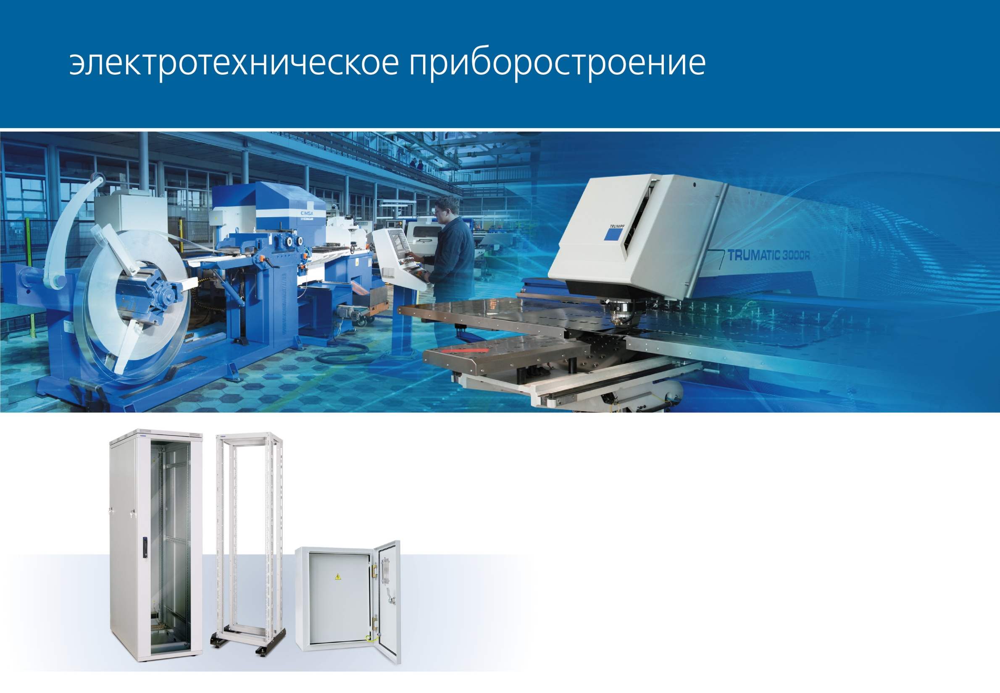 электротехническое приборостроение
CIMSA
TRUMPF
TRUMATIC 3000R